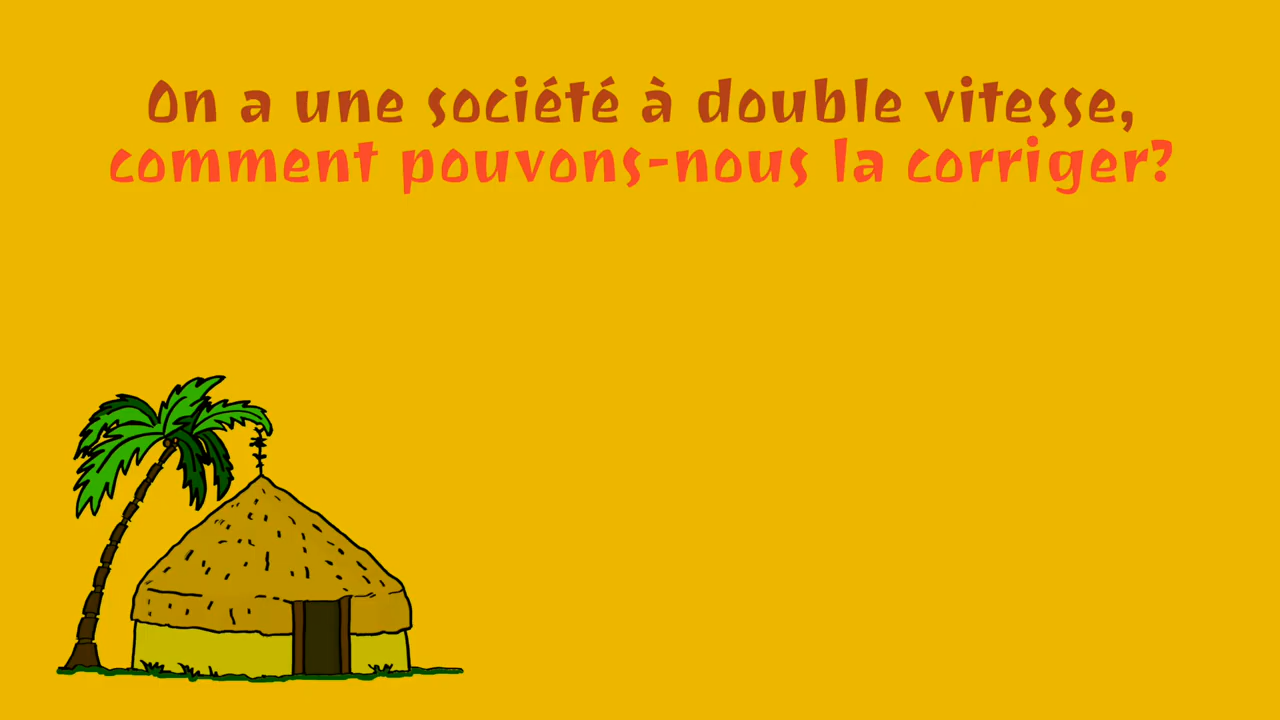 On a une société à double vitesse,
comment pouvons-nous la corriger?